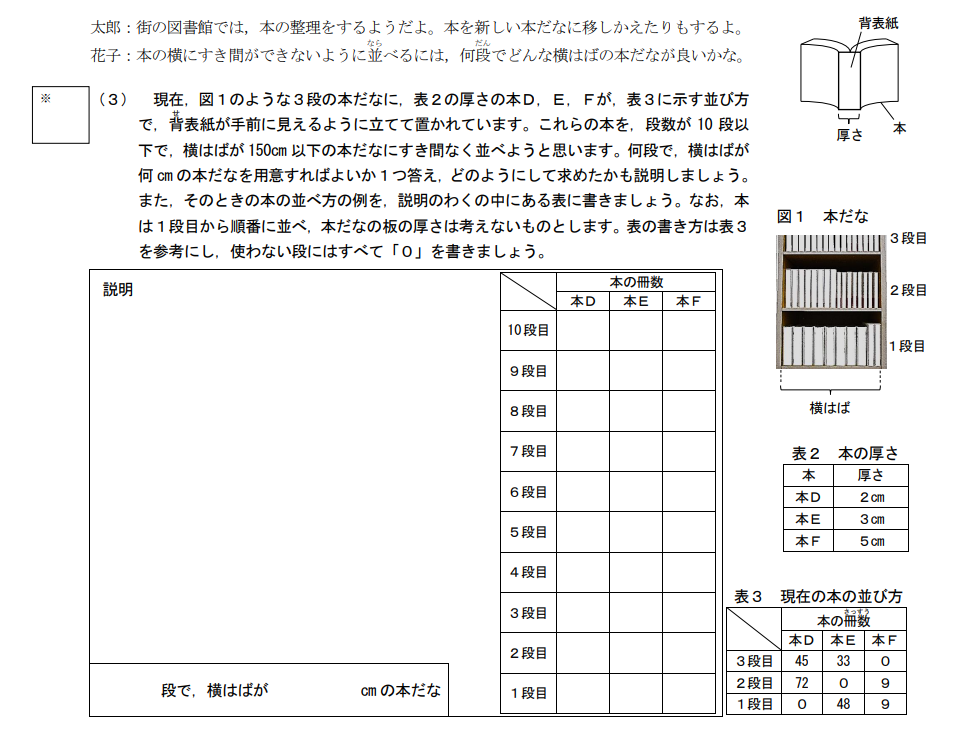 太郎：街の図書館では，本の整理をするようだよ。本を新しい本だなに移しかえたりもするよ。
花子：本の横にすき間ができないように並べるには，何段でどんな横はばの本だなが良いかな。
なら
だん
※
（３） 現在，図１のような３段の本だなに，表２の厚さの本Ｄ，Ｅ，Ｆが，表３に示す並び方
で，背表紙が手前に見えるように立てて置かれています。これらの本を，段数が 10 段以
せ
下で，横はばが 150cm 以下の本だなにすき間なく並べようと思います。何段で，横はばが
何 cm の本だなを用意すればよいか１つ答え，どのようにして求めたかも説明しましょう。
また，そのときの本の並べ方の例を，説明のわくの中にある表に書きましょう。なお，本
は１段目から順番に並べ，本だなの板の厚さは考えないものとします。表の書き方は表３
を参考にし，使わない段にはすべて「０」を書きましょう。
背表紙
厚さ
本
図１ 本だな
３段目
２段目
１段目
横はば
説明
本の冊数
本Ｄ 本Ｅ 本Ｆ
10段目
９段目
８段目
７段目
６段目
５段目
４段目
３段目
２段目
１段目
段で，横はばが cmの本だな
表２ 本の厚さ
本 厚さ
本Ｄ ２cm
本Ｅ ３cm
本Ｆ ５cm
表３ 現在の本の並び方
さっすう
本の冊数
本Ｄ 本Ｅ 本Ｆ
３段目 45 33 ０
２段目 72 ０ ９
１段目 ０ 48 ９